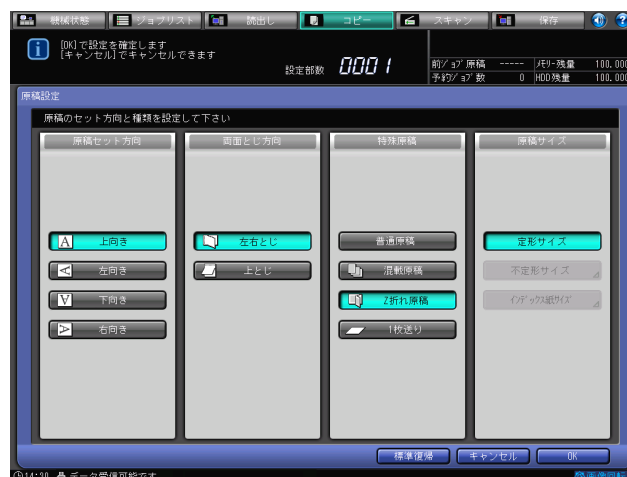 機械状態 ジョブリスト 読出し コピー スキャン 保存
[OK]で設定を確定します
[キャンセル]でキャンセルできます
設定部数 0001
前ジョブ原稿 ----- メモリー残量 100.000
予約ジョブ数 0 HDD残量 100.000
原稿設定
原稿のセット方向と種類を設定して下さい
原稿セット方向 両面とじ方向 特殊原稿 原稿サイズ
A 上向き 左右とじ 普通原稿 定形サイズ
A 左向き 上とじ 混載原稿 不定形サイズ
A 下向き Z折れ原稿 インデックス紙サイズ
A 右向き 1枚送り
標準復帰 キャンセル OK
14:30 データ受信可能です 画像回転